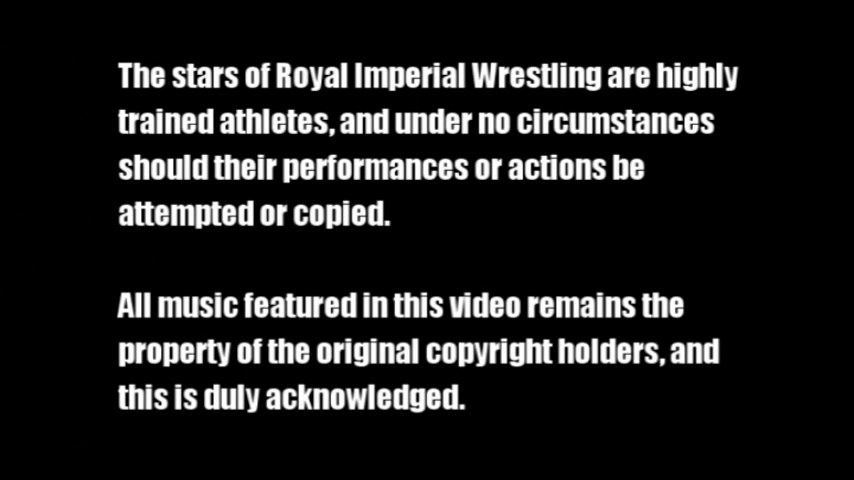 The stars of Royal Imperial Wrestling are highly
trained athletes, and under no circumstances
should their performances or actions be
attempted or copied.
All music featured in this video remains the
property of the original copyright holders, and
this is duly acknowledged.